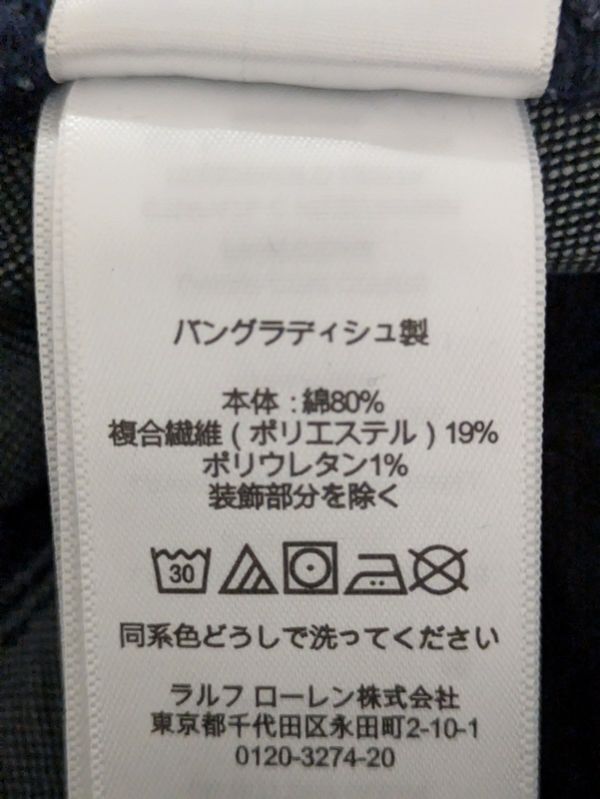 バングラディシュ製
本体 : 綿80%
複合繊維 ( ポリエステル ) 19%
ポリウレタン1%
装飾部分を除く
30
同系色どうしで洗ってください
ラルフ ローレン株式会社
東京都千代田区永田町2-10-1
0120-3274-20